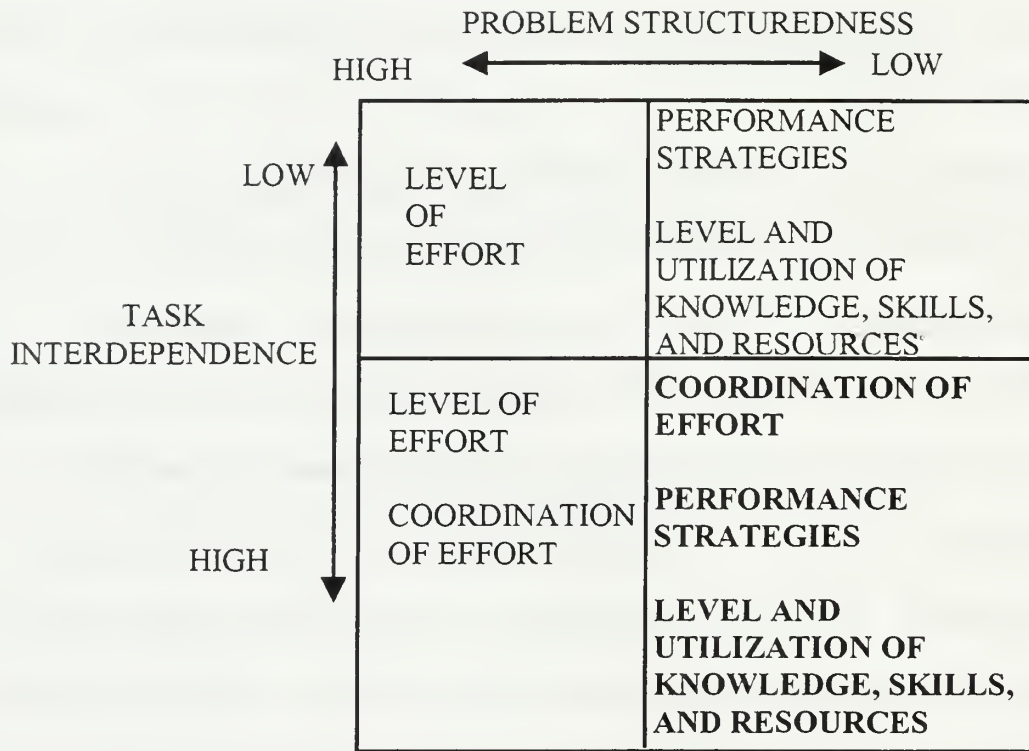 PROBLEM STRUCTUREDNESS
HIGH LOW
LOW
TASK
INTERDEPENDENCE
HIGH
LEVEL
OF
EFFORT
PERFORMANCE
STRATEGIES
LEVEL AND
UTILIZATION OF
KNOWLEDGE, SKILLS,
AND RESOURCES
LEVEL OF
EFFORT
COORDINATION
OF EFFORT
COORDINATION OF
EFFORT
PERFORMANCE
STRATEGIES
LEVEL AND
UTILIZATION OF
KNOWLEDGE, SKILLS,
AND RESOURCES